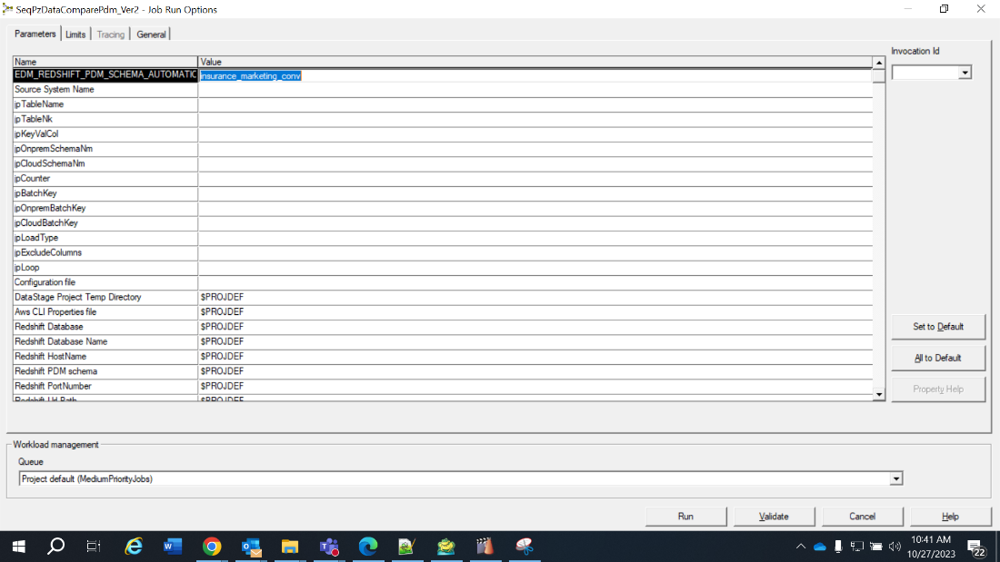 SeqPzDataComparePdm_Ver2 - Job Run Options
Parameters Limits Tracing General
Invocation Id
Name Value
EDM_REDSHIFT_PDM_SCHEMA_AUTOMATIC insurance_marketing_conv
Source System Name
jpTableName
jpTableNk
jpKeyValCol
jpOnpremSchemaNm
jpCloudSchemaNm
jpCounter
jpBatchKey
jpOnpremBatchKey
jpCloudBatchKey
jpLoadType
jpExcludeColumns
jpLoop
Configuration file
DataStage Project Temp Directory $PROJDEF
Aws CLI Properties file $PROJDEF
Redshift Database $PROJDEF
Redshift Database Name $PROJDEF
Redshift HostName $PROJDEF
Redshift PDM schema $PROJDEF
Redshift PortNumber $PROJDEF
Redshift Url Path $PROJDEF
Set to Default
All to Default
Property Help
Workload management
Queue
Project default (MediumPriorityJobs)
Run Validate Cancel Help
10:41 AM
10/27/2023
22